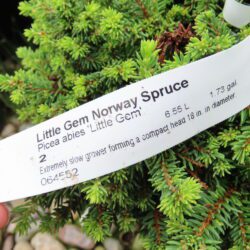 Little Gem Norway Spruce
Picea abies 'Little Gem'
2 6.55 L 1.73 gal.
Extremely slow grower forming a compact head 18 in. in diameter.
064552